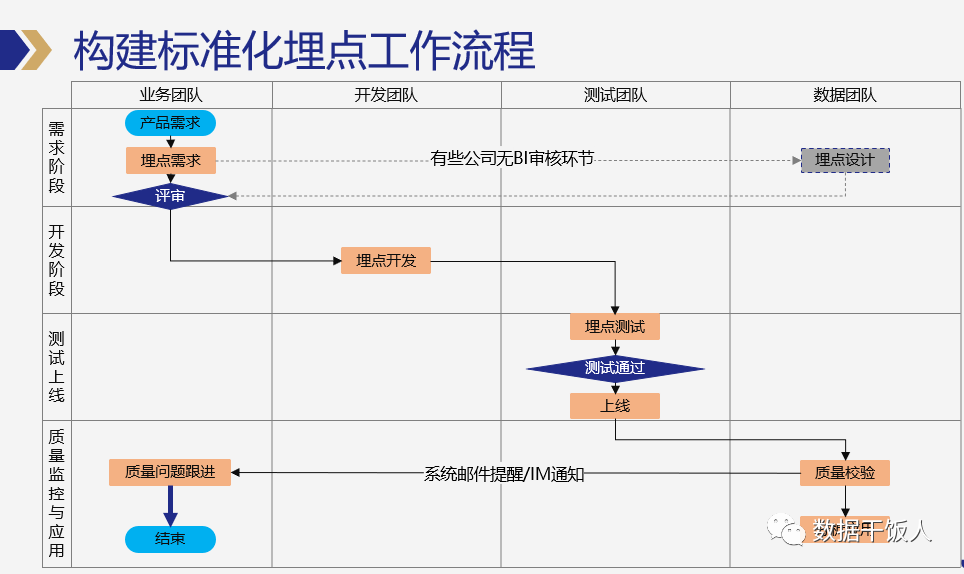 构建标准化埋点工作流程
业务团队 开发团队 测试团队 数据团队
需求阶段
产品需求
埋点需求
有些公司无BI审核环节
埋点设计
评审
开发阶段
埋点开发
测试上线
埋点测试
测试通过
上线
质量监控与应用
质量问题跟进
系统邮件提醒/IM通知
质量校验
结束
数据干饭人